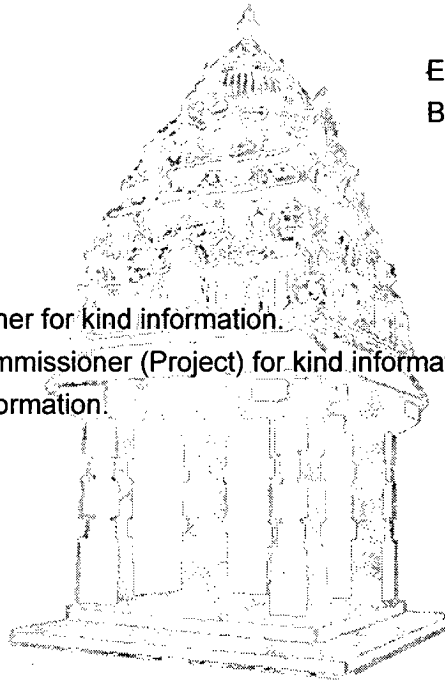 E
B
ner for kind information.
mmissioner (Project) for kind informa
ormation.